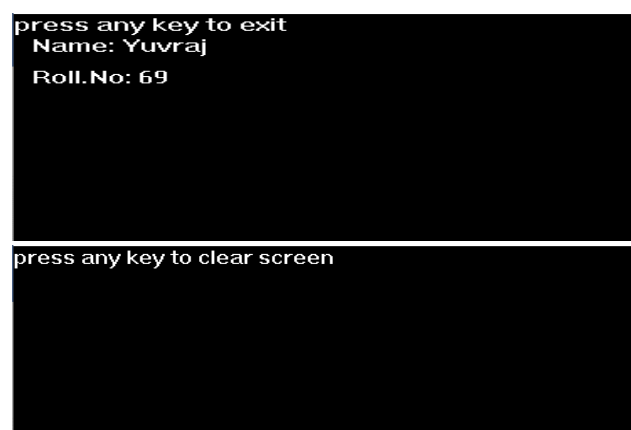 press any key to exit
Name: Yuvraj
Roll.No: 69
press any key to clear screen